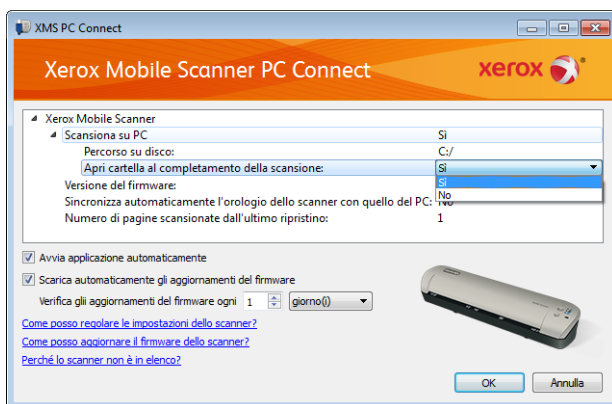 XMS PC Connect
Xerox Mobile Scanner PC Connect
xerox
Xerox Mobile Scanner
Scansiona su PC Sì
Percorso su disco: C:/
Apri cartella al completamento della scansione: Sì
Sì
Versione del firmware:
No
Sincronizza automaticamente l'orologio dello scanner con quello del PC: No
Numero di pagine scansionate dall'ultimo ripristino: 1
Avvia applicazione automaticamente
Scarica automaticamente gli aggiornamenti del firmware
Verifica gli aggiornamenti del firmware ogni 1 giorno(i)
Come posso regolare le impostazioni dello scanner?
Come posso aggiornare il firmware dello scanner?
Perché lo scanner non è in elenco?
OK Annulla